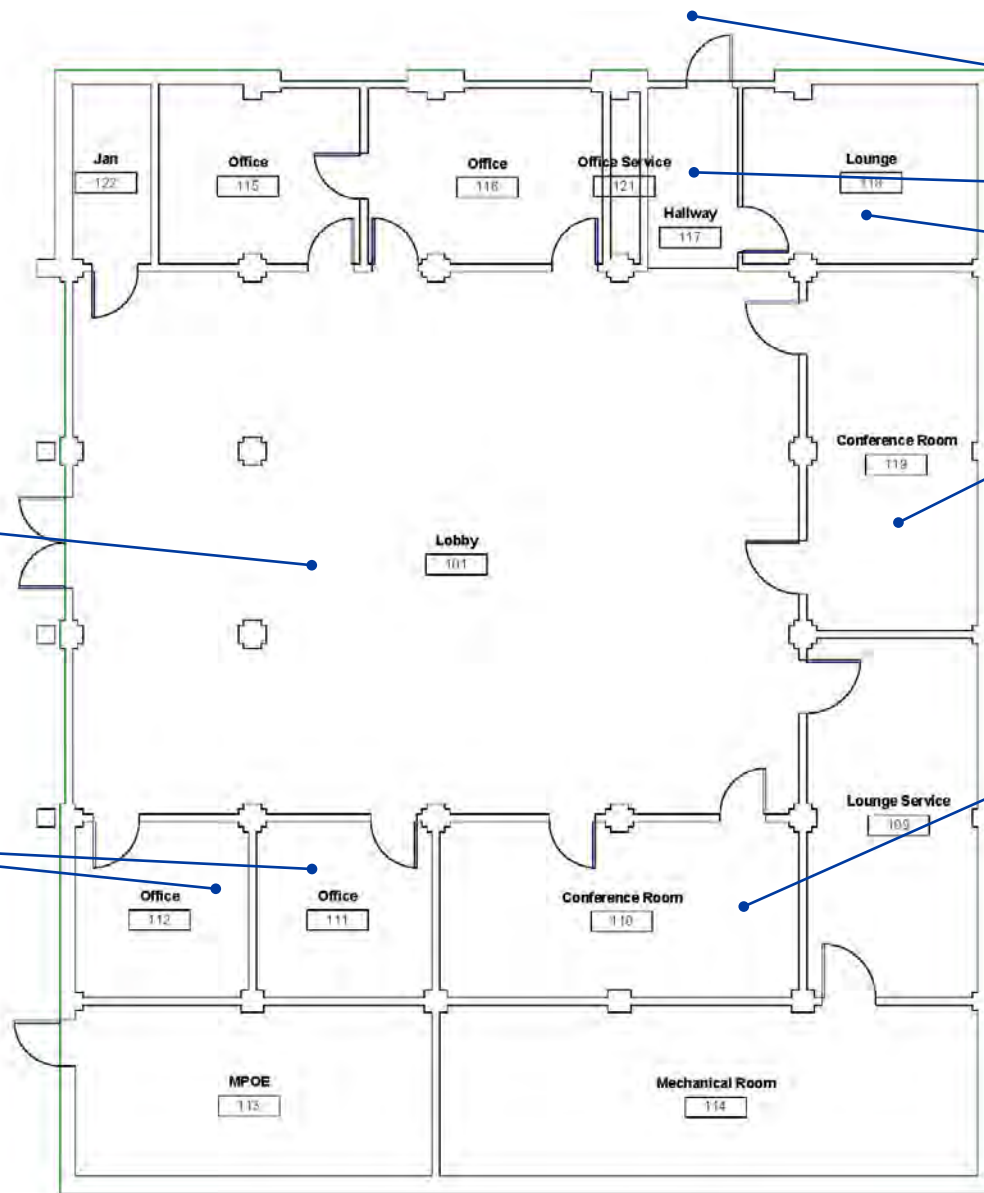 Jan
122
Office
115
Office
116
Office Service
121
Hallway
117
Lounge
118
Conference Room
119
Lobby
101
Lounge Service
109
Office
112
Office
111
Conference Room
110
MPOE
113
Mechanical Room
114